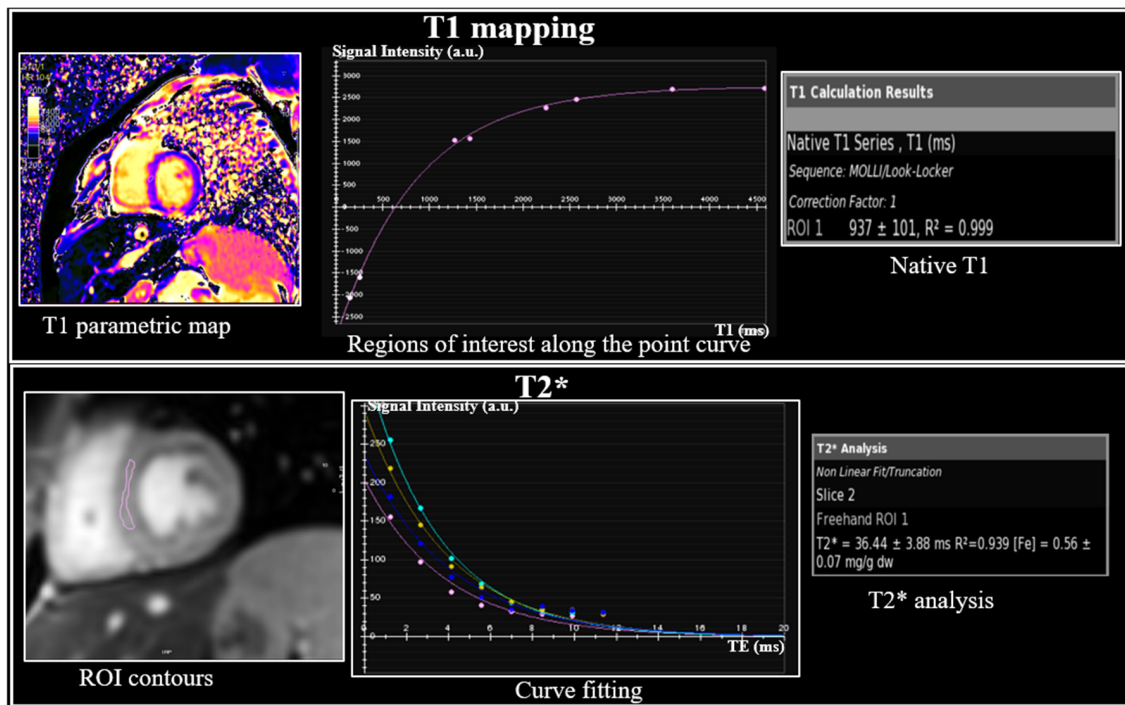 T1 mapping
Signal Intensity (a.u.)
HR 104
2000
3000
2500
2000
1500
1000
500
0
500
1000
1500
2000
2500
500
1000
1500
2000
2500
3000
3500
4000
4500
T1 (ms)
T1 Calculation Results
Native T1 Series , T1 (ms)
Sequence: MOLLI/Look-Locker
Correction Factor: 1
ROI 1 937 ± 101, R² = 0.999
Native T1
T1 parametric map
Regions of interest along the point curve
T2*
Signal Intensity (a.u.)
250
200
150
100
50
0
0
2
4
6
8
10
12
14
16
18
20
TE (ms)
T2* Analysis
Non Linear Fit/Truncation
Slice 2
Freehand ROI 1
T2* = 36.44 ± 3.88 ms R²=0.939 [Fe] = 0.56 ±
0.07 mg/g dw
T2* analysis
ROI contours
Curve fitting